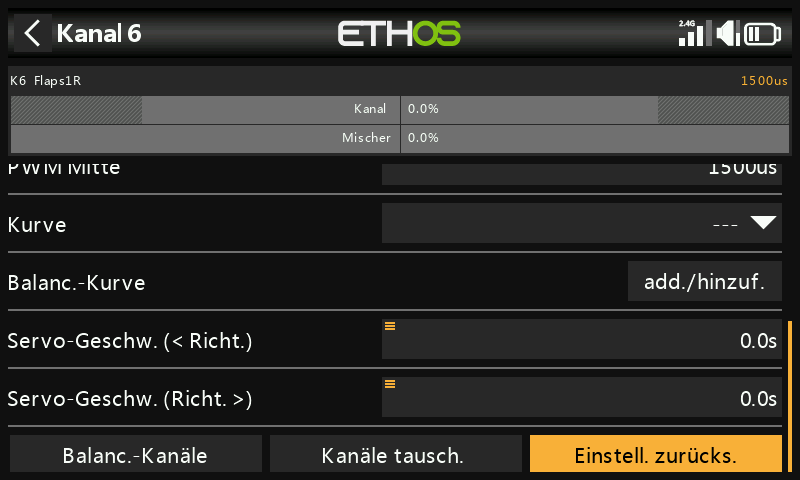 Kanal 6
ETHOS
2.4G
K6 Flaps1R
1500us
Kanal 0.0%
Mischer 0.0%
PWM Mitte 1500us
Kurve ---
Balanc.-Kurve add./hinzuf.
Servo-Geschw. (< Richt.) 0.0s
Servo-Geschw. (Richt. >) 0.0s
Balanc.-Kanäle Kanäle tausch. Einstell. zurücks.